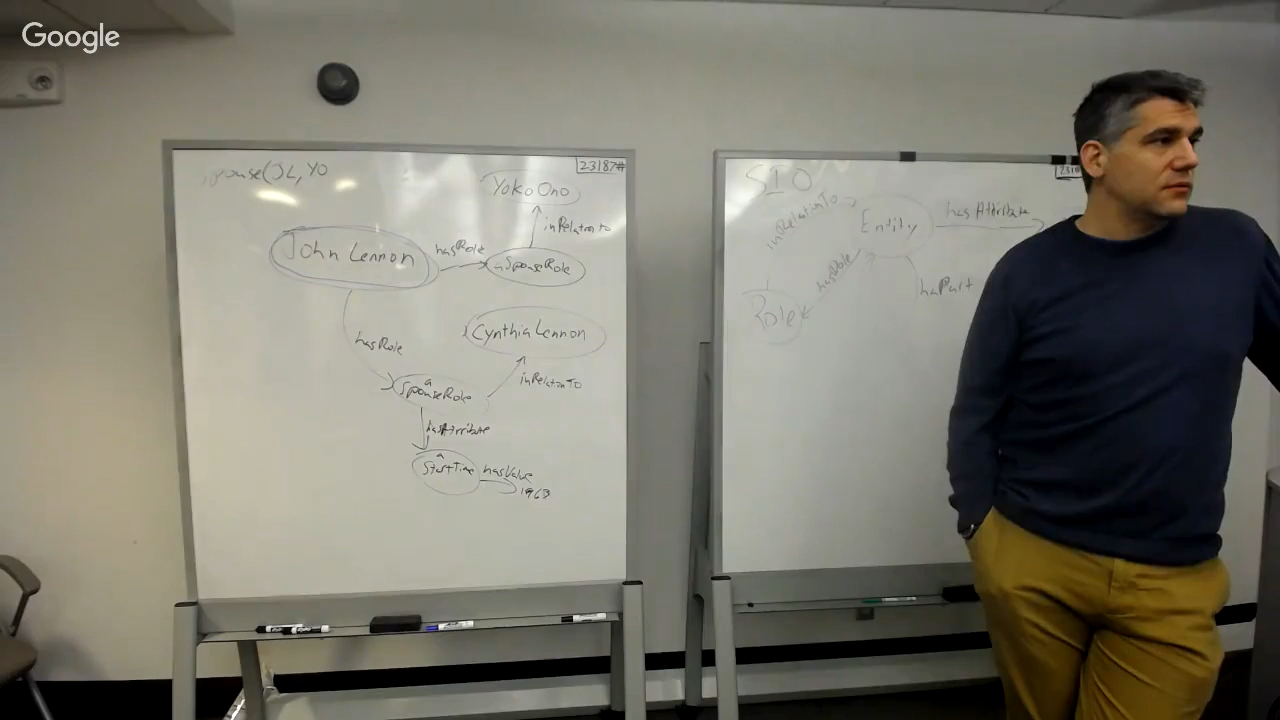 Google
spouse(JL, YO
23187#
Yoko Ono
inRelationTo
John Lennon
hasRole
SpouseRole
Cynthia Lennon
hasRole
inRelationTo
a
SpouseRole
hasAttribute
a
StartTime
hasValue
1963
SIO
inRelationTo
Entity
hasAttribute
hasRole
hasPart
Role